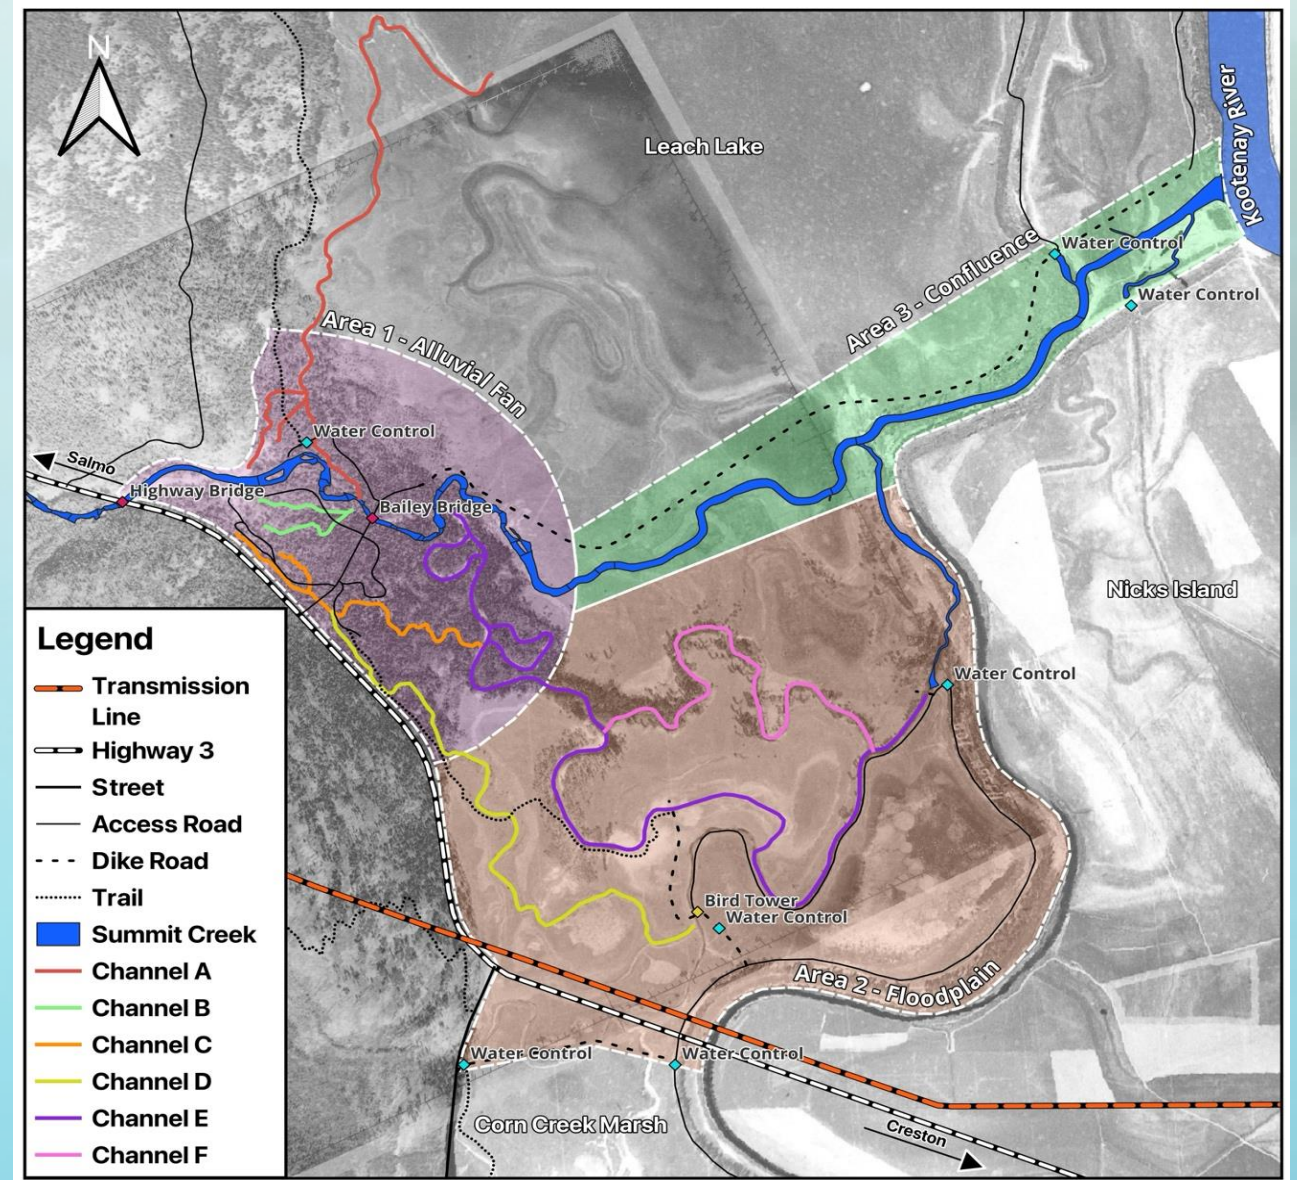 N
Leach Lake
Kootenay River
Water Control
Area 3 - Confluence
Water Control
Area 1 - Alluvial Fan
Water Control
Salmo
Highway Bridge
Bailey Bridge
Nicks Island
Water Control
Bird Tower
Water Control
Area 2 - Floodplain
Water Control
Water Control
Corn Creek Marsh
Creston
Legend
Transmission
Line
Highway 3
Street
Access Road
Dike Road
Trail
Summit Creek
Channel A
Channel B
Channel C
Channel D
Channel E
Channel F